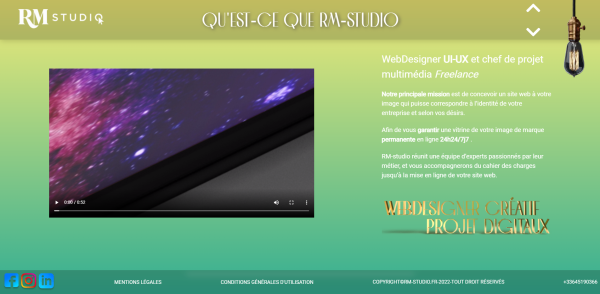 RM STUDIO
QU'EST-CE QUE RM-STUDIO
WebDesigner UI-UX et chef de projet
multimédia Freelance
Notre principale mission est de concevoir un site web à votre
image qui puisse correspondre à l'identité de votre
entreprise et selon vos désirs.
Afin de vous garantir une vitrine de votre image de marque
permanente en ligne 24h24/7j7 .
RM-studio réunit une équipe d'experts passionnés par leur
métier, et vous accompagnerons du cahier des charges
jusqu'à la mise en ligne de votre site web.
0:00 / 0:52
WEBDESIGNER CRÉATIF
PROJET DIGITAUX
MENTIONS LÉGALES
CONDITIONS GÉNÉRALES D'UTILISATION
COPYRIGHT©RM-STUDIO.FR-2022-TOUT DROIT RÉSERVÉS
+33645190366